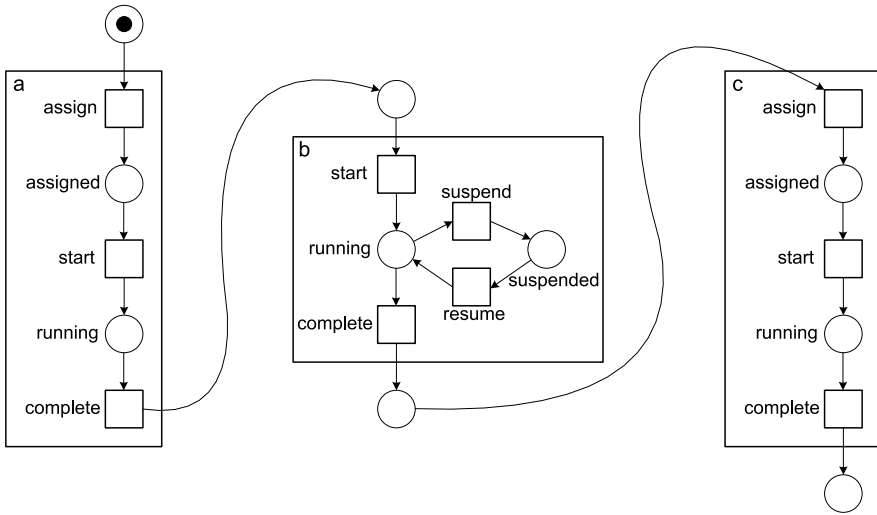 a
assign
assigned
start
running
complete
b
start
suspend
running
suspended
resume
complete
c
assign
assigned
start
running
complete